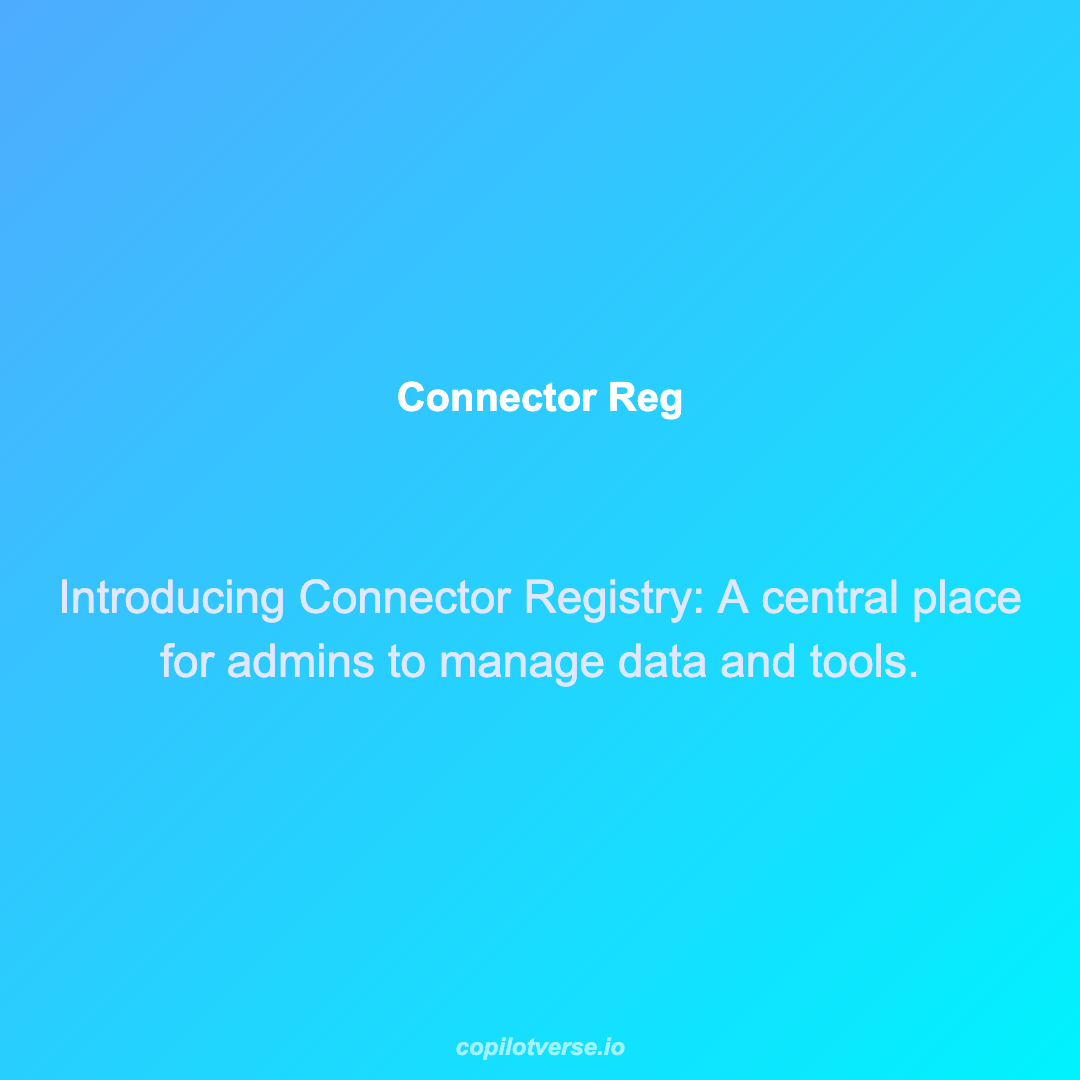 Connector Reg
Introducing Connector Registry: A central place
for admins to manage data and tools.
copilotverse.io